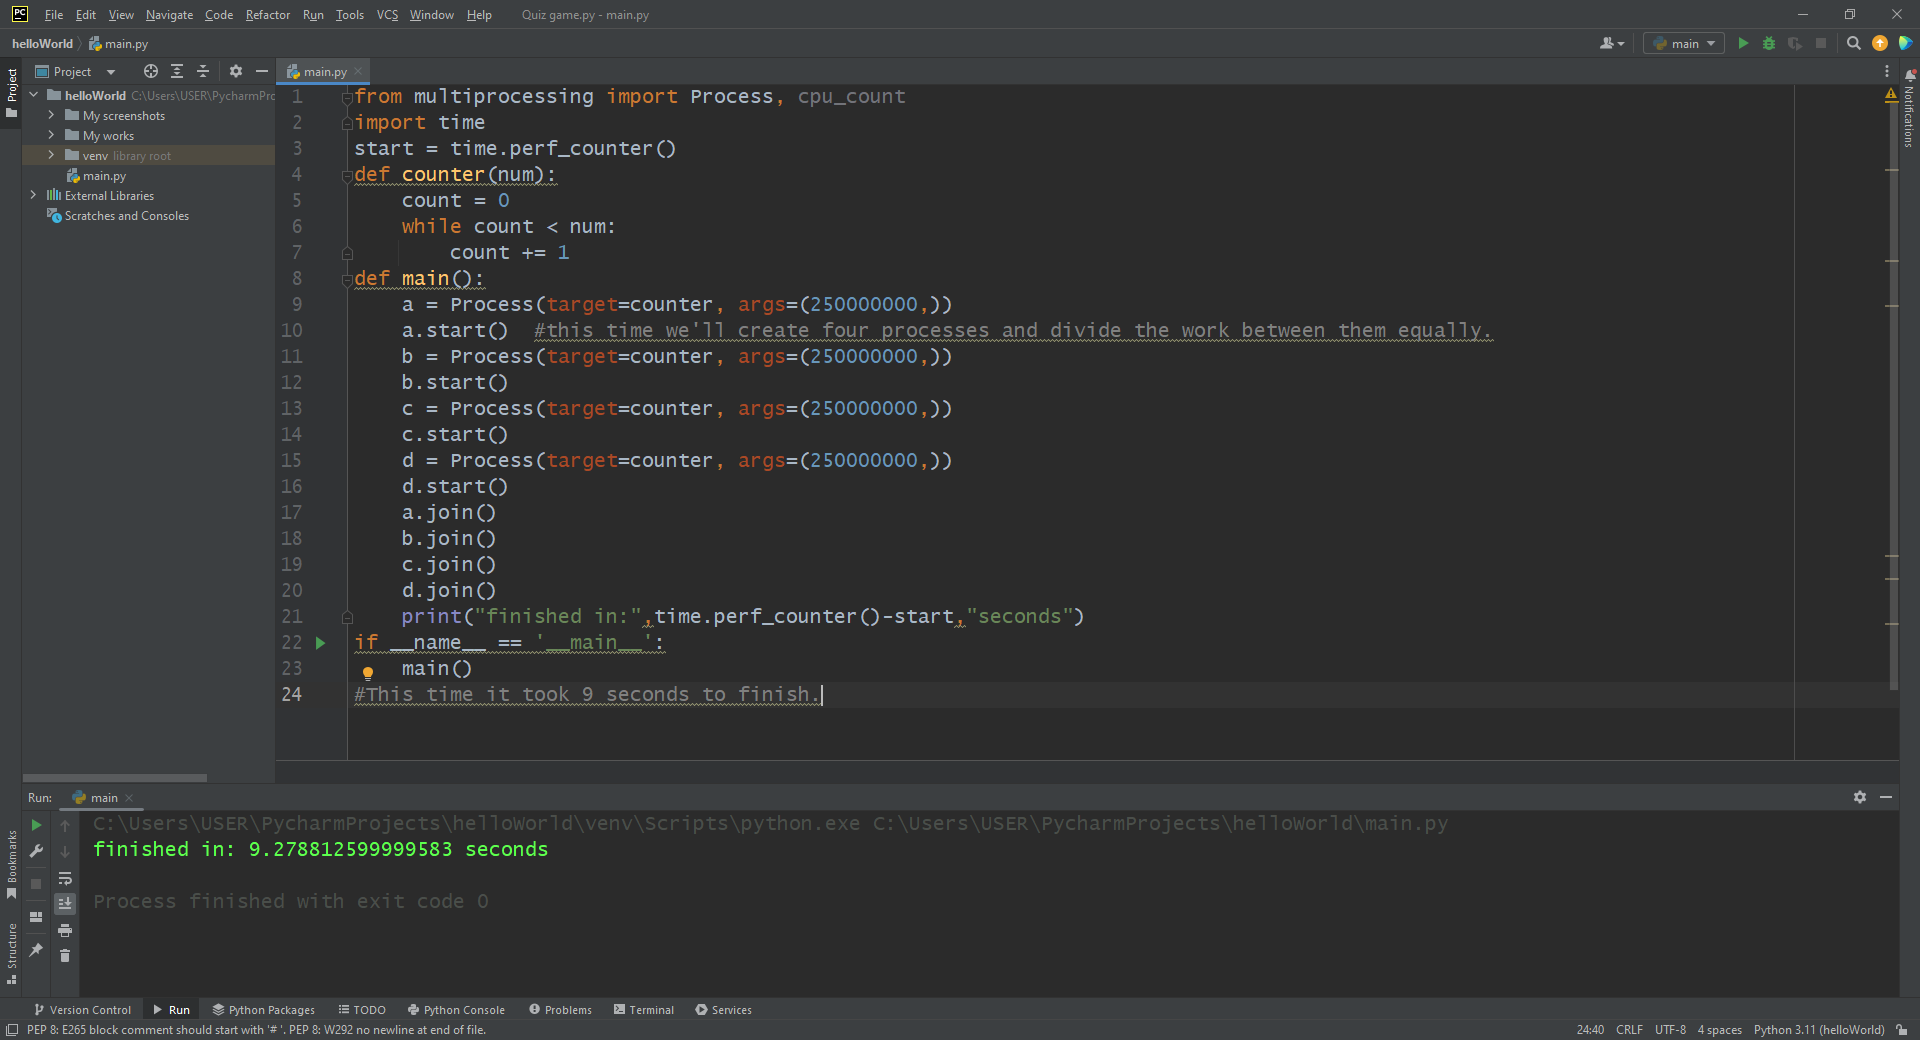 PC File Edit View Navigate Code Refactor Run Tools VCS Window Help Quiz game.py - main.py
helloWorld main.py main
Project main.py
helloWorld C:\Users\USER\PycharmPro
My screenshots
My works
venv library root
main.py
External Libraries
Scratches and Consoles
Project
Notifications
1 from multiprocessing import Process, cpu_count
2 import time
3 start = time.perf_counter()
4 def counter(num):
5 count = 0
6 while count < num:
7 count += 1
8 def main():
9 a = Process(target=counter, args=(250000000,))
10 a.start() #this time we'll create four processes and divide the work between them equally.
11 b = Process(target=counter, args=(250000000,))
12 b.start()
13 c = Process(target=counter, args=(250000000,))
14 c.start()
15 d = Process(target=counter, args=(250000000,))
16 d.start()
17 a.join()
18 b.join()
19 c.join()
20 d.join()
21 print("finished in:",time.perf_counter()-start,"seconds")
22 if __name__ == '__main__':
23 main()
24 #This time it took 9 seconds to finish.
Run: main
C:\Users\USER\PycharmProjects\helloWorld\venv\Scripts\python.exe C:\Users\USER\PycharmProjects\helloWorld\main.py
finished in: 9.278812599999583 seconds
Process finished with exit code 0
Bookmarks
Structure
Version Control Run Python Packages TODO Python Console Problems Terminal Services
PEP 8: E265 block comment should start with '# '. PEP 8: W292 no newline at end of file. 24:40 CRLF UTF-8 4 spaces Python 3.11 (helloWorld)